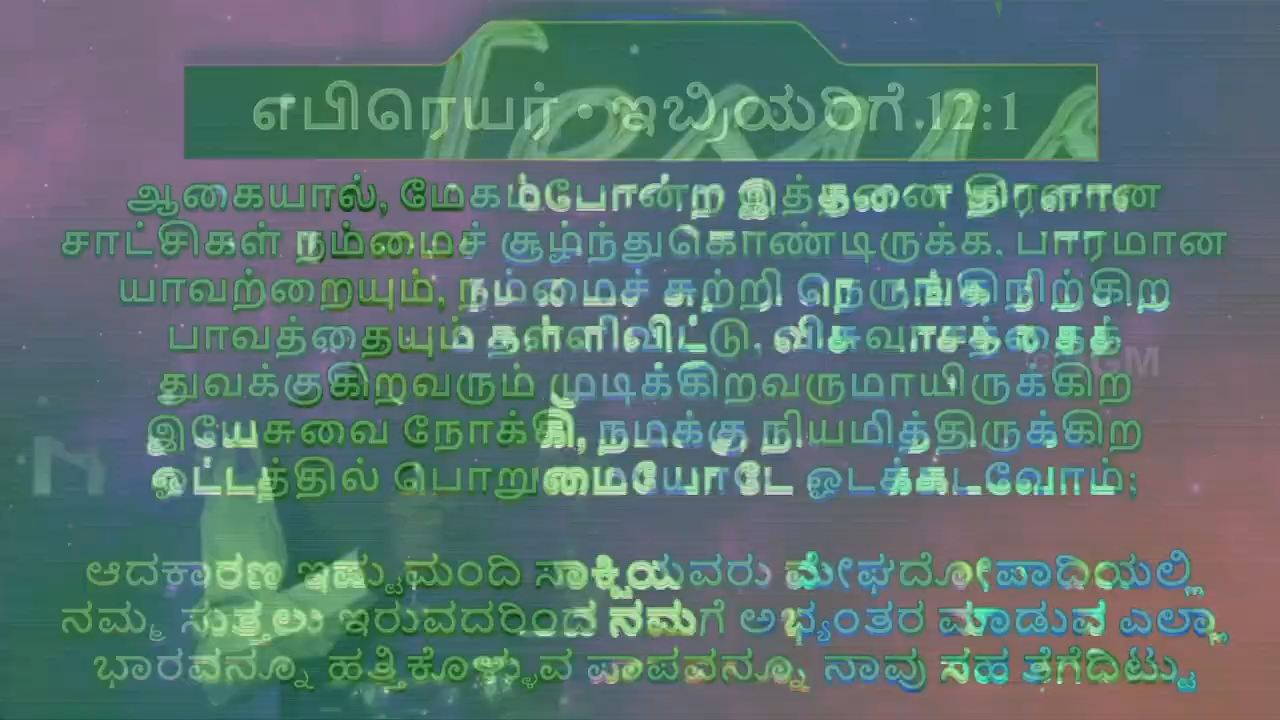 எபிரெயர் • ಇಬ್ರಿಯರಿಗೆ 12:1
ஆகையால், மேகம்போன்ற இத்தனை திரளான
சாட்சிகள் நம்மைச் சூழ்ந்துகொண்டிருக்க, பாரமான
யாவற்றையும், நம்மைச் சுற்றி நெருங்கிநிற்கிற
பாவத்தையும் தள்ளிவிட்டு, விசுவாசத்தைத்
துவக்குகிறவரும் முடிக்கிறவருமாயிருக்கிற
இயேசுவை நோக்கி, நமக்கு நியமித்திருக்கிற
ஓட்டத்தில் பொறுமையோடே ஓடக்கடவோம்;
ಆದಕಾರಣ ಇಷ್ಟು ಮಂದಿ ಸಾಕ್ಷಿಯವರು ಮೇಘದೋಪಾದಿಯಲ್ಲಿ
ನಮ್ಮ ಸುತ್ತಲು ಇರುವದರಿಂದ ನಮಗೆ ಅಭ್ಯಂತರ ಮಾಡುವ ಎಲ್ಲಾ
ಭಾರವನ್ನೂ ಹತ್ತಿಕೊಳ್ಳುವ ಪಾಪವನ್ನೂ ನಾವು ಸಹ ತೆಗೆದಿಟ್ಟು